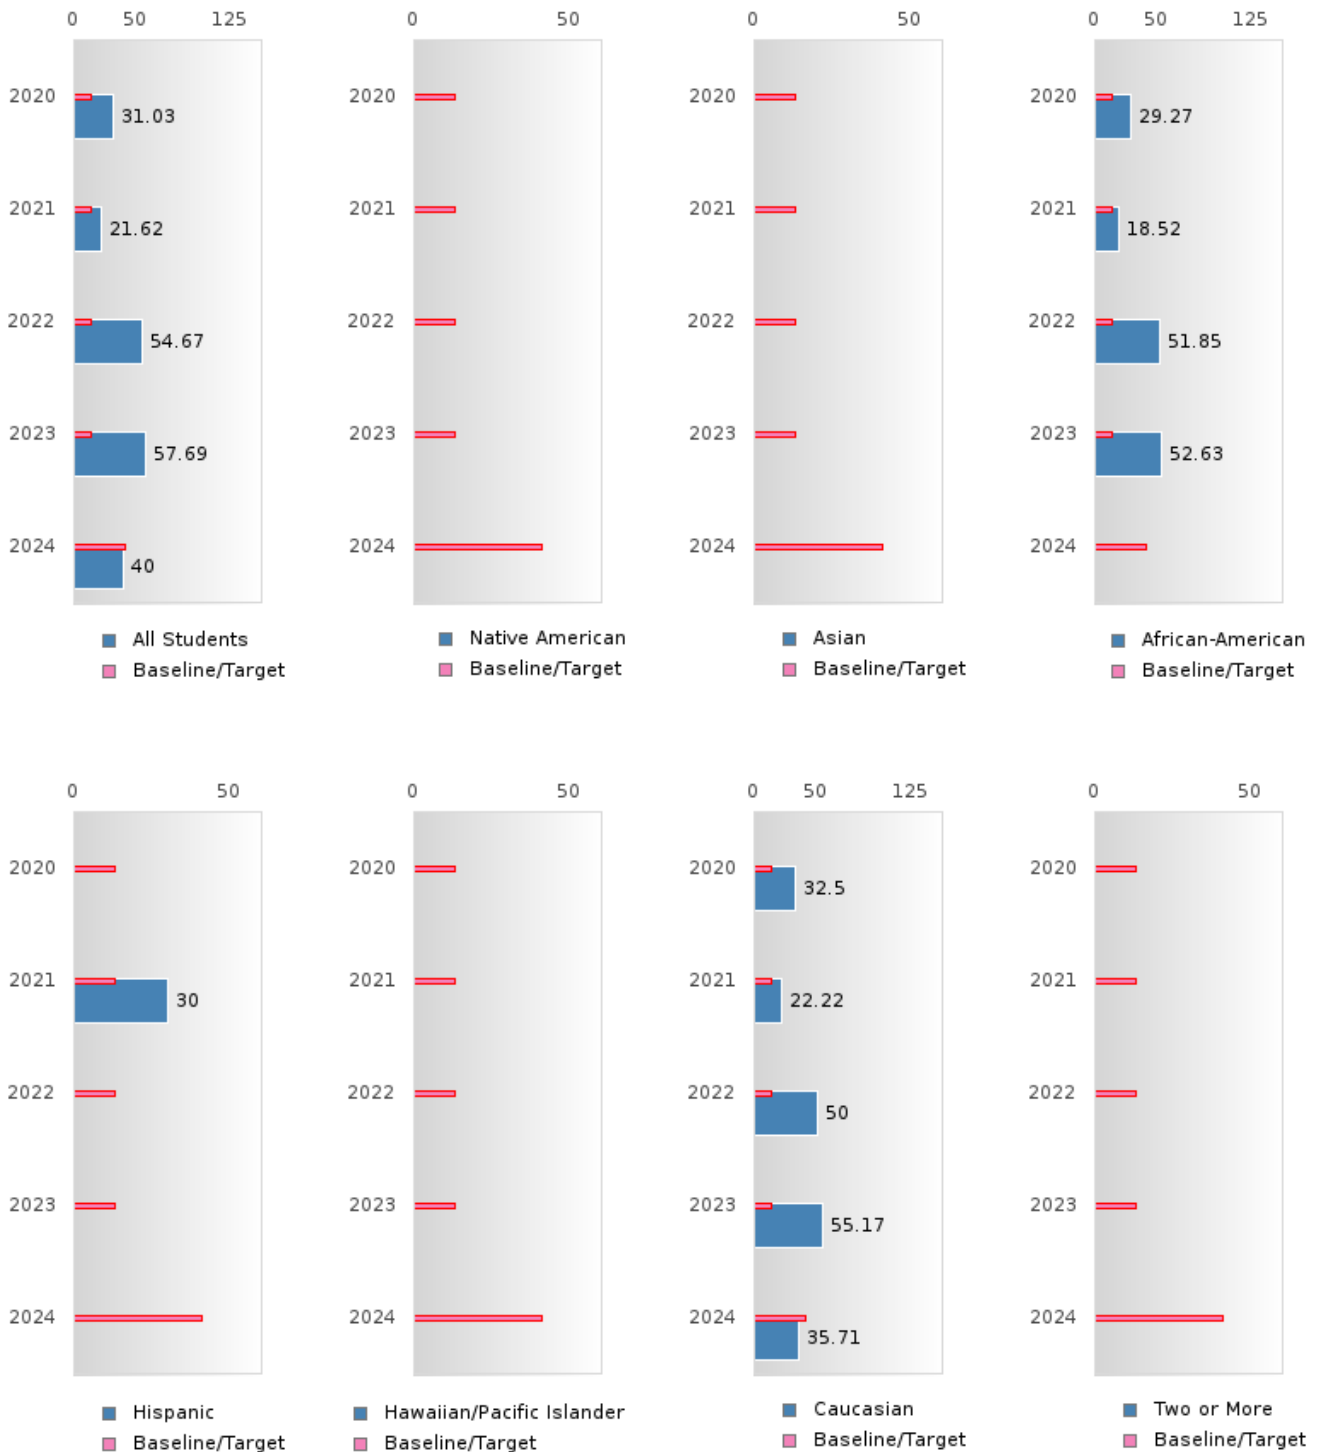 0 50 125
0 50
0 50
0 50 125
2020 31.03
2021 21.62
2022 54.67
2023 57.69
2024 40
All Students
Baseline/Target
2020
2021
2022
2023
2024
Native American
Baseline/Target
2020
2021
2022
2023
2024
Asian
Baseline/Target
2020 29.27
2021 18.52
2022 51.85
2023 52.63
2024
African-American
Baseline/Target
0 50
0 50
0 50 125
0 50
2020
2021 30
2022
2023
2024
Hispanic
Baseline/Target
2020
2021
2022
2023
2024
Hawaiian/Pacific Islander
Baseline/Target
2020 32.5
2021 22.22
2022 50
2023 55.17
2024 35.71
Caucasian
Baseline/Target
2020
2021
2022
2023
2024
Two or More
Baseline/Target